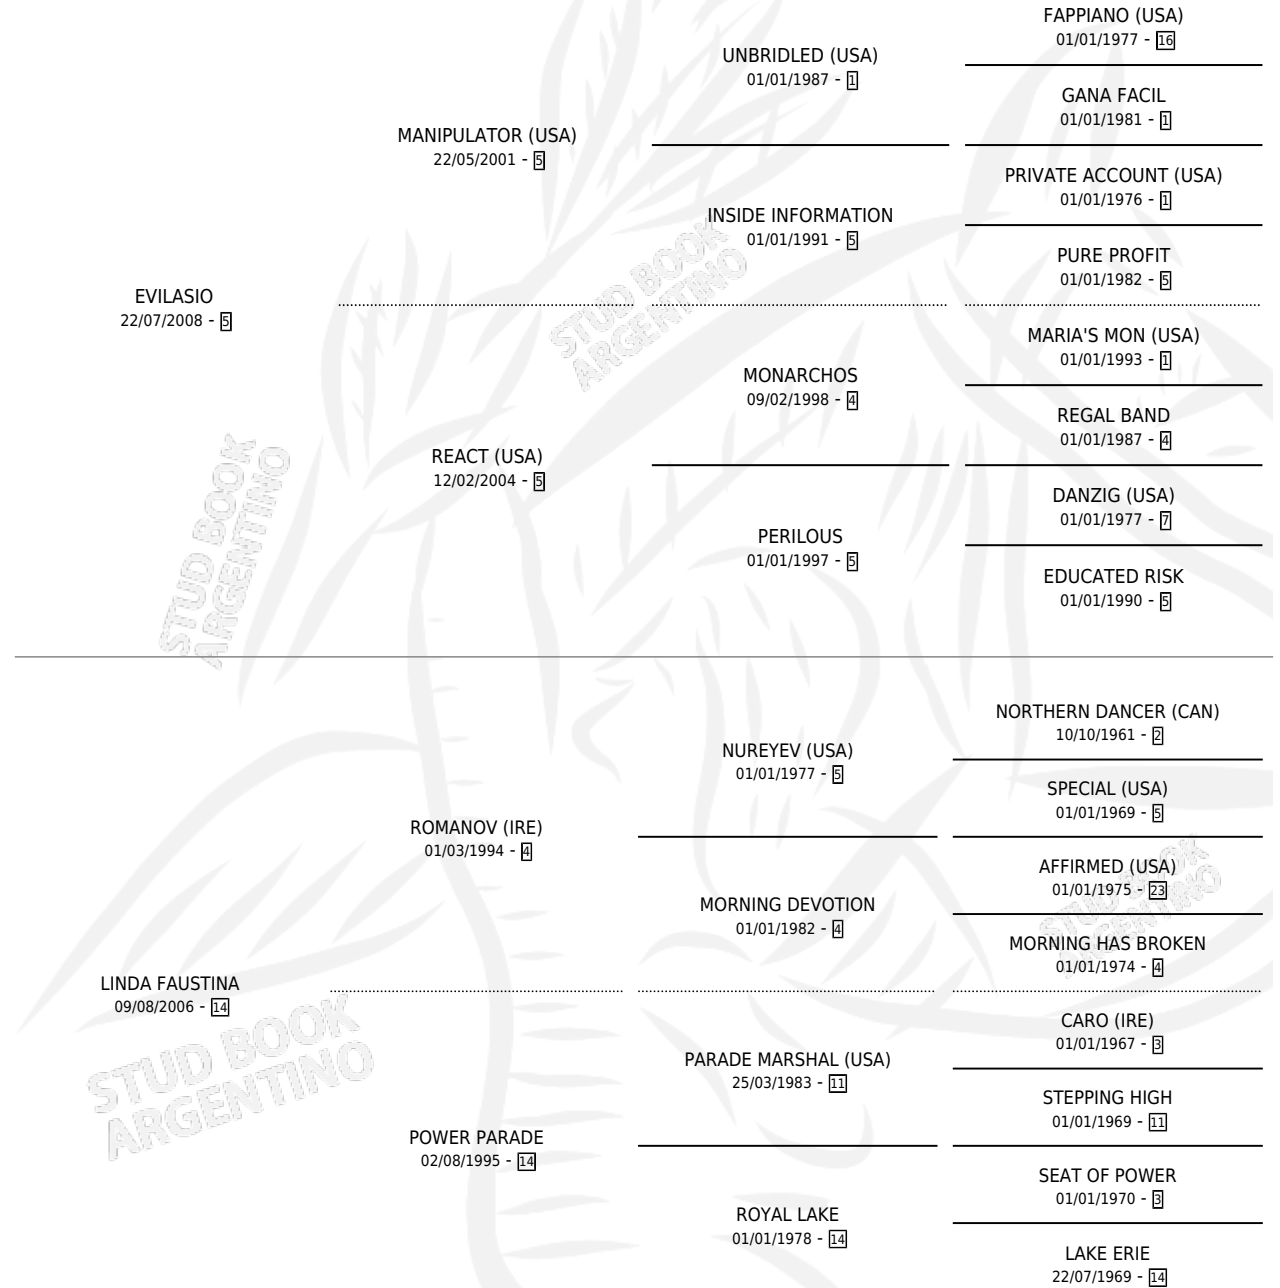 FAPPIANO (USA)
01/01/1977 - 16
UNBRIDLED (USA)
01/01/1987 - 1
GANA FACIL
01/01/1981 - 1
MANIPULATOR (USA)
22/05/2001 - 5
PRIVATE ACCOUNT (USA)
01/01/1976 - 1
INSIDE INFORMATION
01/01/1991 - 5
PURE PROFIT
01/01/1982 - 5
EVILASIO
22/07/2008 - 5
STUD BOOK
ARGENTINO
MARIA'S MON (USA)
01/01/1993 - 1
MONARCHOS
09/02/1998 - 4
REGAL BAND
01/01/1987 - 4
REACT (USA)
12/02/2004 - 5
DANZIG (USA)
01/01/1977 - 7
PERILOUS
01/01/1997 - 5
EDUCATED RISK
01/01/1990 - 5
STUD BOOK
ARGENTINO
NORTHERN DANCER (CAN)
10/10/1961 - 2
NUREYEV (USA)
01/01/1977 - 5
SPECIAL (USA)
01/01/1969 - 5
ROMANOV (IRE)
01/03/1994 - 4
AFFIRMED (USA)
01/01/1975 - 23
STUD BOOK
ARGENTINO
MORNING DEVOTION
01/01/1982 - 4
MORNING HAS BROKEN
01/01/1974 - 4
LINDA FAUSTINA
09/08/2006 - 14
STUD BOOK
ARGENTINO
CARO (IRE)
01/01/1967 - 3
PARADE MARSHAL (USA)
25/03/1983 - 11
STEPPING HIGH
01/01/1969 - 11
POWER PARADE
02/08/1995 - 14
SEAT OF POWER
01/01/1970 - 3
ROYAL LAKE
01/01/1978 - 14
LAKE ERIE
22/07/1969 - 14